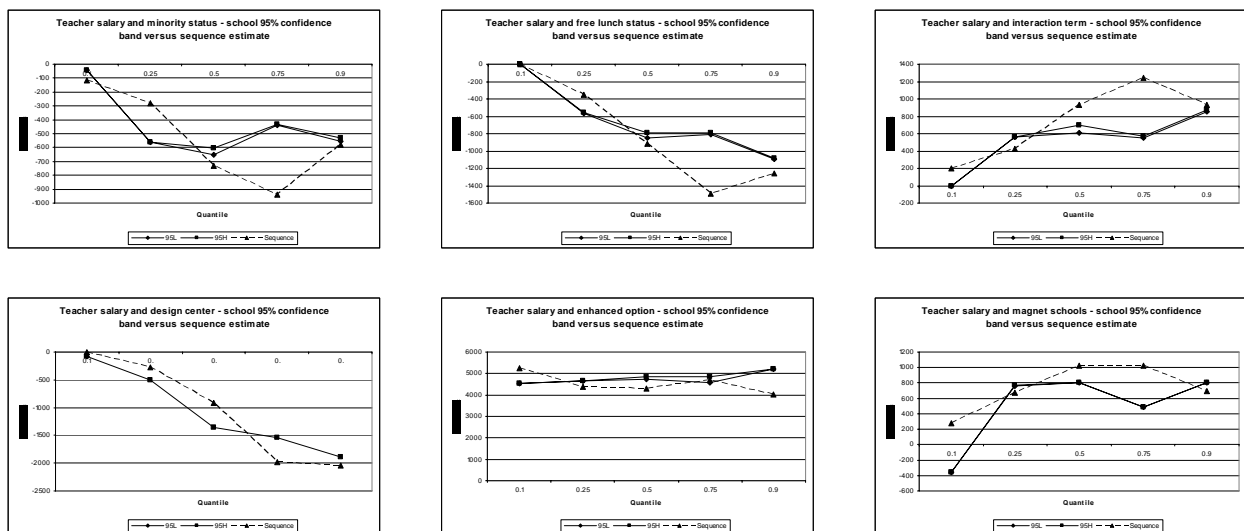 Teacher salary and minority status - school 95% confidence
band versus sequence estimate
0
-100
-200
-300
-400
-500
-600
-700
-800
-900
-1000
0.1
0.25
0.5
0.75
0.9
Quantile
95L
95H
Sequence
Teacher salary and free lunch status - school 95% confidence
band versus sequence estimate
0
-200
-400
-600
-800
-1000
-1200
-1400
-1600
0.1
0.25
0.5
0.75
0.9
Quantile
95L
95H
Sequence
Teacher salary and interaction term - school 95% confidence
band versus sequence estimate
1400
1200
1000
800
600
400
200
0
-200
0.1
0.25
0.5
0.75
0.9
Quantile
95L
95H
Sequence
Teacher salary and design center - school 95% confidence
band versus sequence estimate
0
-500
-1000
-1500
-2000
-2500
0.1
0.
0.
0.
0.
Quantile
95L
95H
Sequence
Teacher salary and enhanced option - school 95% confidence
band versus sequence estimate
6000
5000
4000
3000
2000
1000
0
0.1
0.25
0.5
0.75
0.9
Quantile
95L
95H
Sequence
Teacher salary and magnet schools - school 95% confidence
band versus sequence estimate
1200
1000
800
600
400
200
0
-200
-400
-600
0.1
0.25
0.5
0.75
0.9
Quantile
95L
95H
Sequence